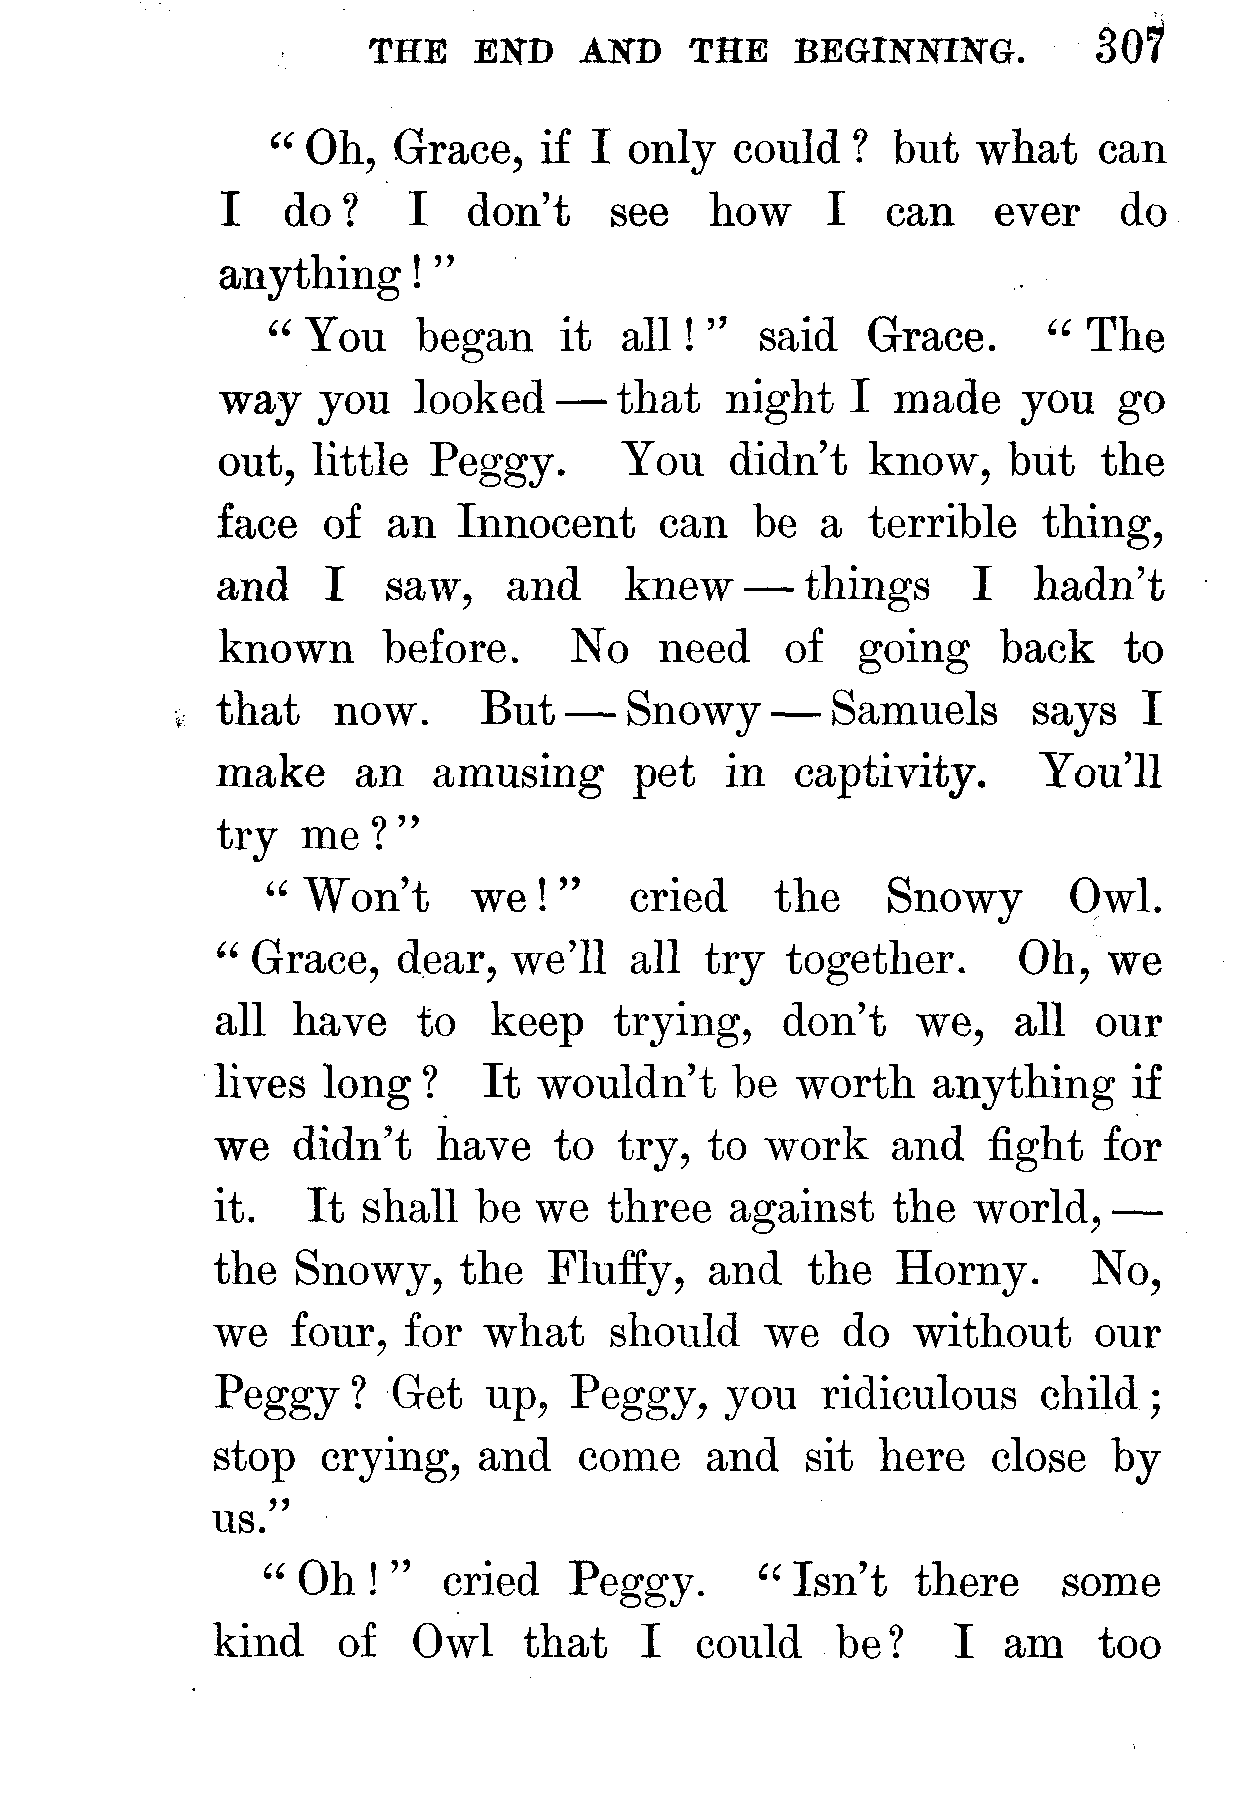 THE END AND THE BEGINNING. 307
"Oh, Grace, if I only could? but what can
I do? I don't see how I can ever do
anything!"
"You began it all!" said Grace. "The
way you looked—that night I made you go
out, little Peggy. You didn't know, but the
face of an Innocent can be a terrible thing,
and I saw, and knew—things I hadn't
known before. No need of going back to
that now. But—Snowy—Samuels says I
make an amusing pet in captivity. You'll
try me?"
"Won't we!" cried the Snowy Owl.
"Grace, dear, we'll all try together. Oh, we
all have to keep trying, don't we, all our
lives long? It wouldn't be worth anything if
we didn't have to try, to work and fight for
it. It shall be we three against the world,—
the Snowy, the Fluffy, and the Horny. No,
we four, for what should we do without our
Peggy? Get up, Peggy, you ridiculous child;
stop crying, and come and sit here close by
us."
"Oh!" cried Peggy. "Isn't there some
kind of Owl that I could be? I am too